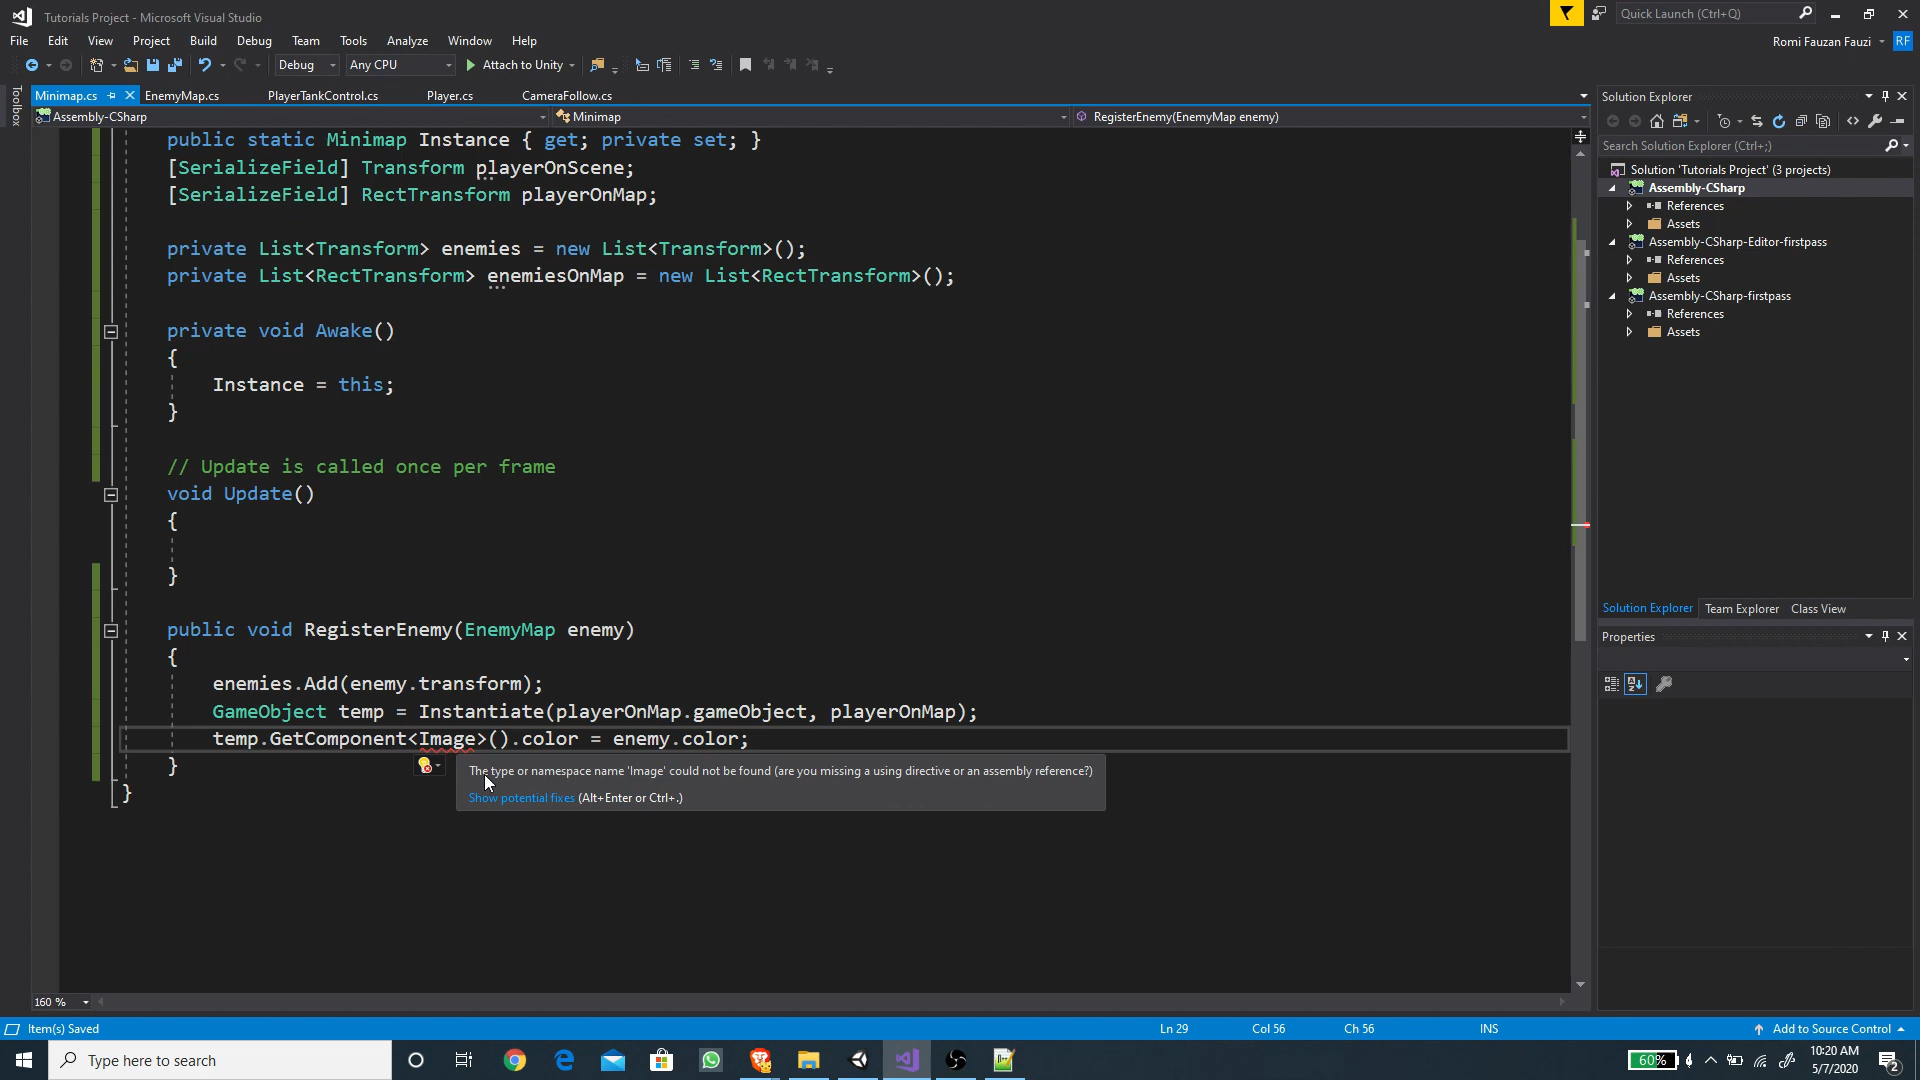 Tutorials Project - Microsoft Visual Studio
Quick Launch (Ctrl+Q)
File Edit View Project Build Debug Team Tools Analyze Window Help
Romi Fauzan Fauzi RF
Debug Any CPU Attach to Unity
Toolbox
Minimap.cs EnemyMap.cs PlayerTankControl.cs Player.cs CameraFollow.cs
Assembly-CSharp Minimap RegisterEnemy(EnemyMap enemy)
public static Minimap Instance { get; private set; }
[SerializeField] Transform playerOnScene;
[SerializeField] RectTransform playerOnMap;
private List<Transform> enemies = new List<Transform>();
private List<RectTransform> enemiesOnMap = new List<RectTransform>();
private void Awake()
{
Instance = this;
}
// Update is called once per frame
void Update()
{
}
public void RegisterEnemy(EnemyMap enemy)
{
enemies.Add(enemy.transform);
GameObject temp = Instantiate(playerOnMap.gameObject, playerOnMap);
temp.GetComponent<Image>().color = enemy.color;
}
}
The type or namespace name 'Image' could not be found (are you missing a using directive or an assembly reference?)
Show potential fixes (Alt+Enter or Ctrl+.)
160 %
Solution Explorer
Search Solution Explorer (Ctrl+;)
Solution 'Tutorials Project' (3 projects)
Assembly-CSharp
References
Assets
Assembly-CSharp-Editor-firstpass
References
Assets
Assembly-CSharp-firstpass
References
Assets
Solution Explorer Team Explorer Class View
Properties
Item(s) Saved Ln 29 Col 56 Ch 56 INS Add to Source Control
Type here to search
60%
10:20 AM
5/7/2020
2